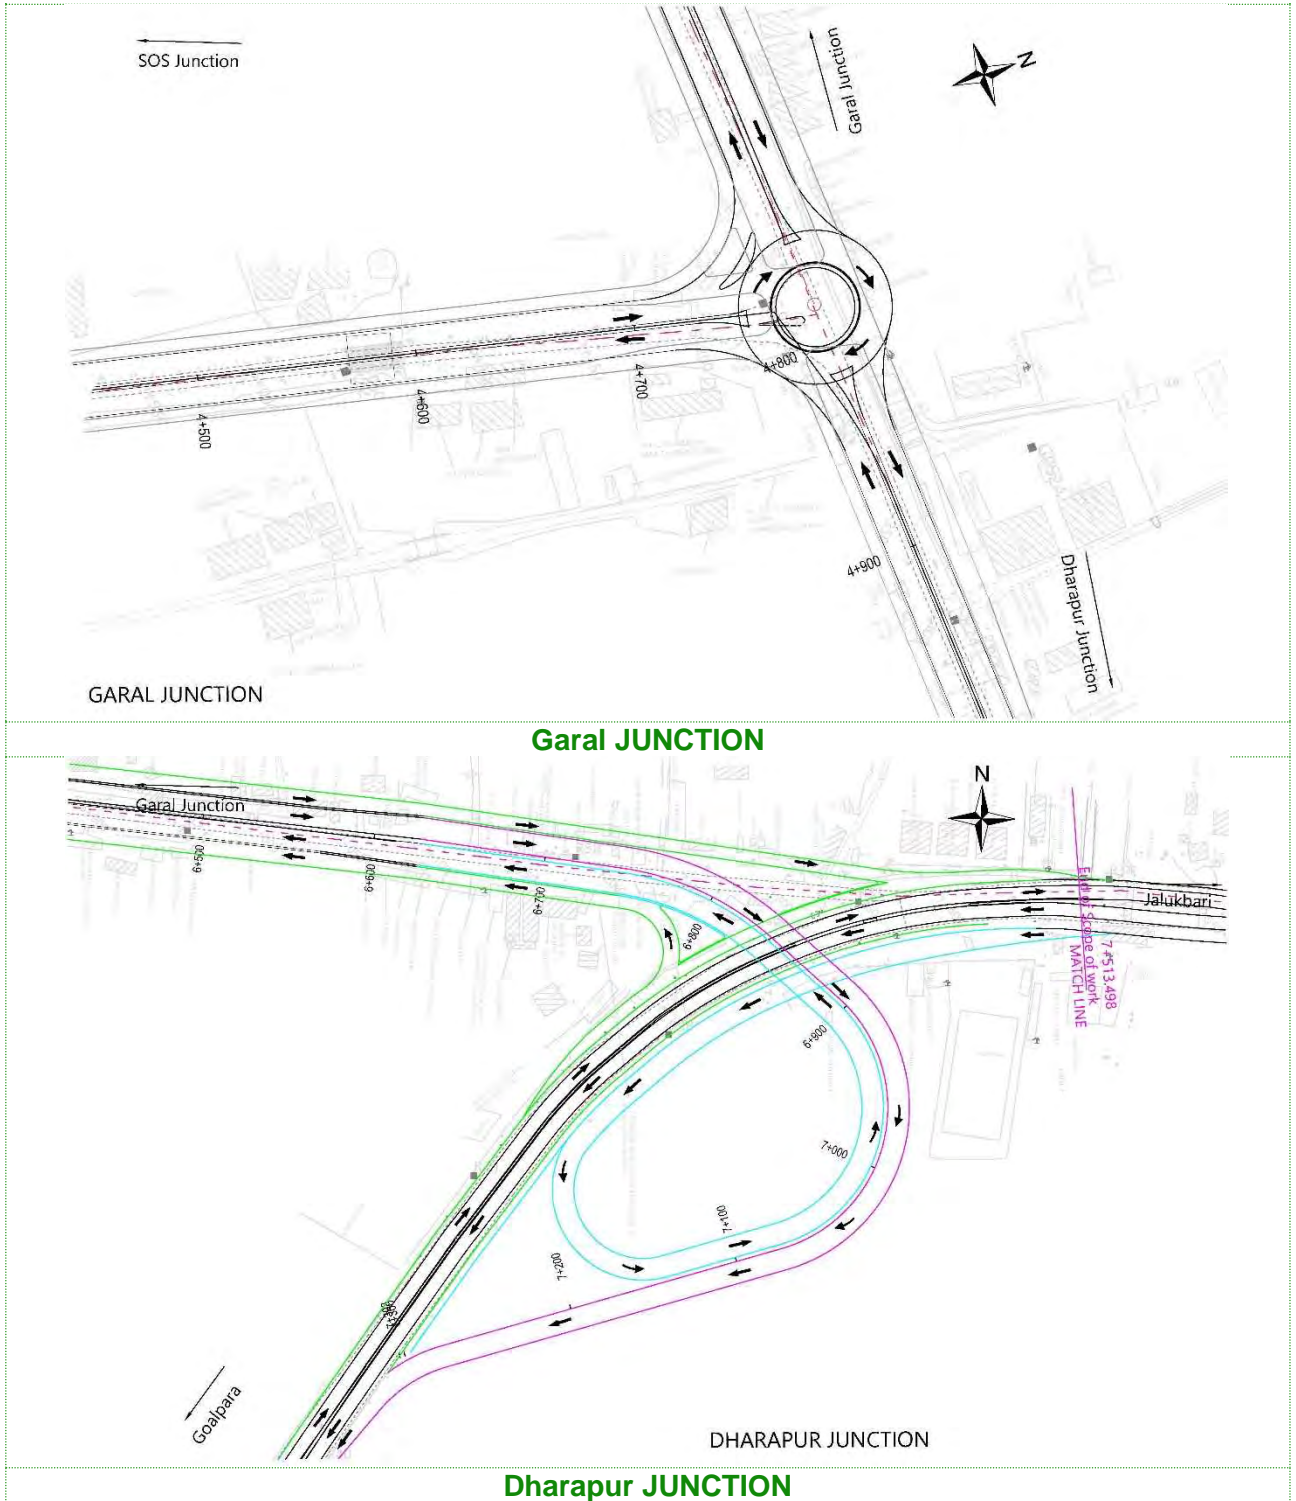 SOS Junction
Garal Junction
N
4+500
4+600
4+700
4+800
4+900
Dharapur Junction
GARAL JUNCTION
Garal JUNCTION
N
Garal Junction
6+500
6+600
6+700
6+800
6+900
7+000
7+100
7+200
Jalukbari
End of Scope of work
MATCH LINE
7+513.498
Goalpara
DHARAPUR JUNCTION
Dharapur JUNCTION